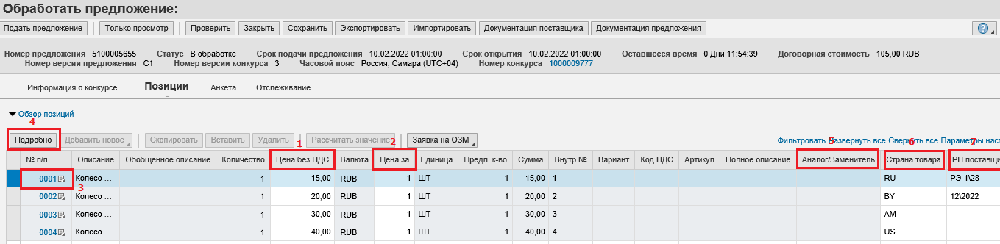 Обработать предложение:
Подать предложение Только просмотр Проверить Закрыть Сохранить Экспортировать Импортировать Документация поставщика Документация предложения ?
Номер предложения 5100005655 Статус В обработке Срок подачи предложения 10.02.2022 01:00:00 Срок открытия 10.02.2022 01:00:00 Оставшееся время 0 Дни 11:54:39 Договорная стоимость 105,00 RUB
Номер версии предложения С1 Номер версии конкурса 3 Часовой пояс Россия, Самара (UTC+04) Номер конкурса 1000009777
Информация о конкурсе Позиции Анкета Отслеживание
Обзор позиций
4
Подробно Добавить новое Скопировать Вставить Удалить 1 Рассчитать значение 2 Заявка на ОЗМ Фильтровать 5 Развернуть все Свернуть все 6 Параметры наст 7
№ п/п Описание Обобщённое описание Количество Цена без НДС Валюта Цена за Единица Предл. к-во Сумма Внутр.№ Вариант Код НДС Артикул Полное описание Аналог/Заменитель Страна товара РН поставщи
0001 Колесо ... 1 15,00 RUB 1 ШТ 1 15,00 1 RU РЭ-1\28
3
0002 Колесо ... 1 20,00 RUB 1 ШТ 1 20,00 2 BY 12\2022
0003 Колесо ... 1 30,00 RUB 1 ШТ 1 30,00 3 AM
0004 Колесо ... 1 40,00 RUB 1 ШТ 1 40,00 4 US